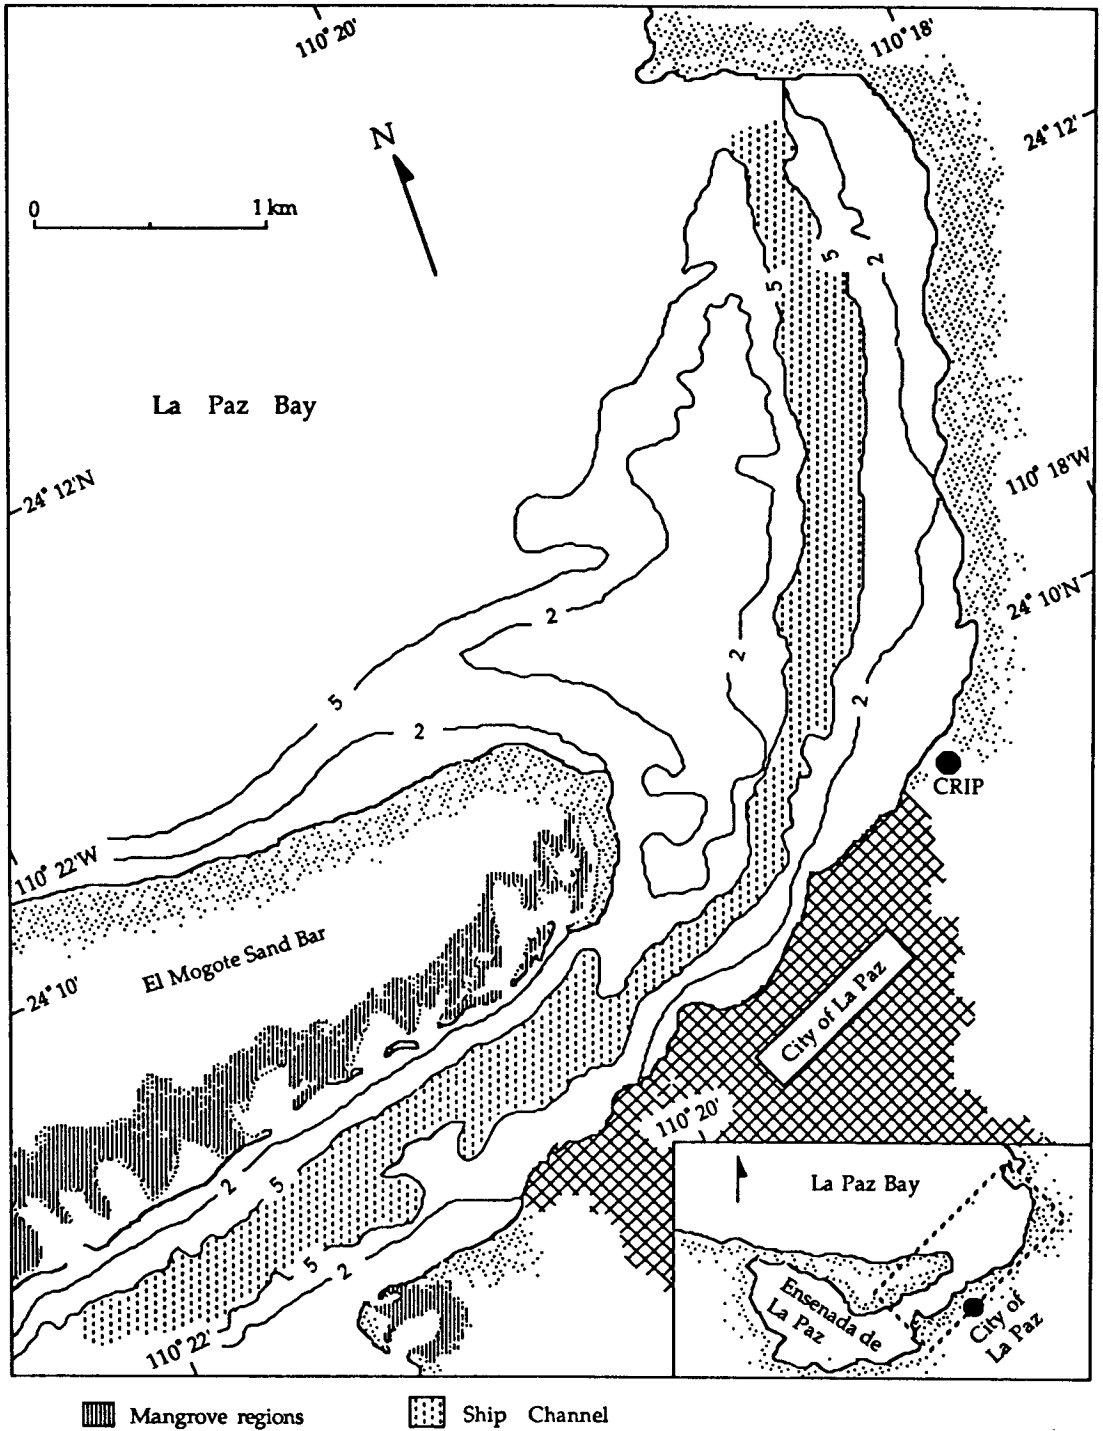 110° 20'
110° 18'
24° 12'
N
0
1 km
5
5
2
La Paz Bay
110° 18'W
24° 12'N
24° 10'N
2
2
5
2
2
CRIP
110° 22'W
El Mogote Sand Bar
24° 10'
City of La Paz
110° 20'
2
5
5
2
110° 22'
La Paz Bay
Ensenada de
La Paz
City of
La Paz
Mangrove regions
Ship Channel